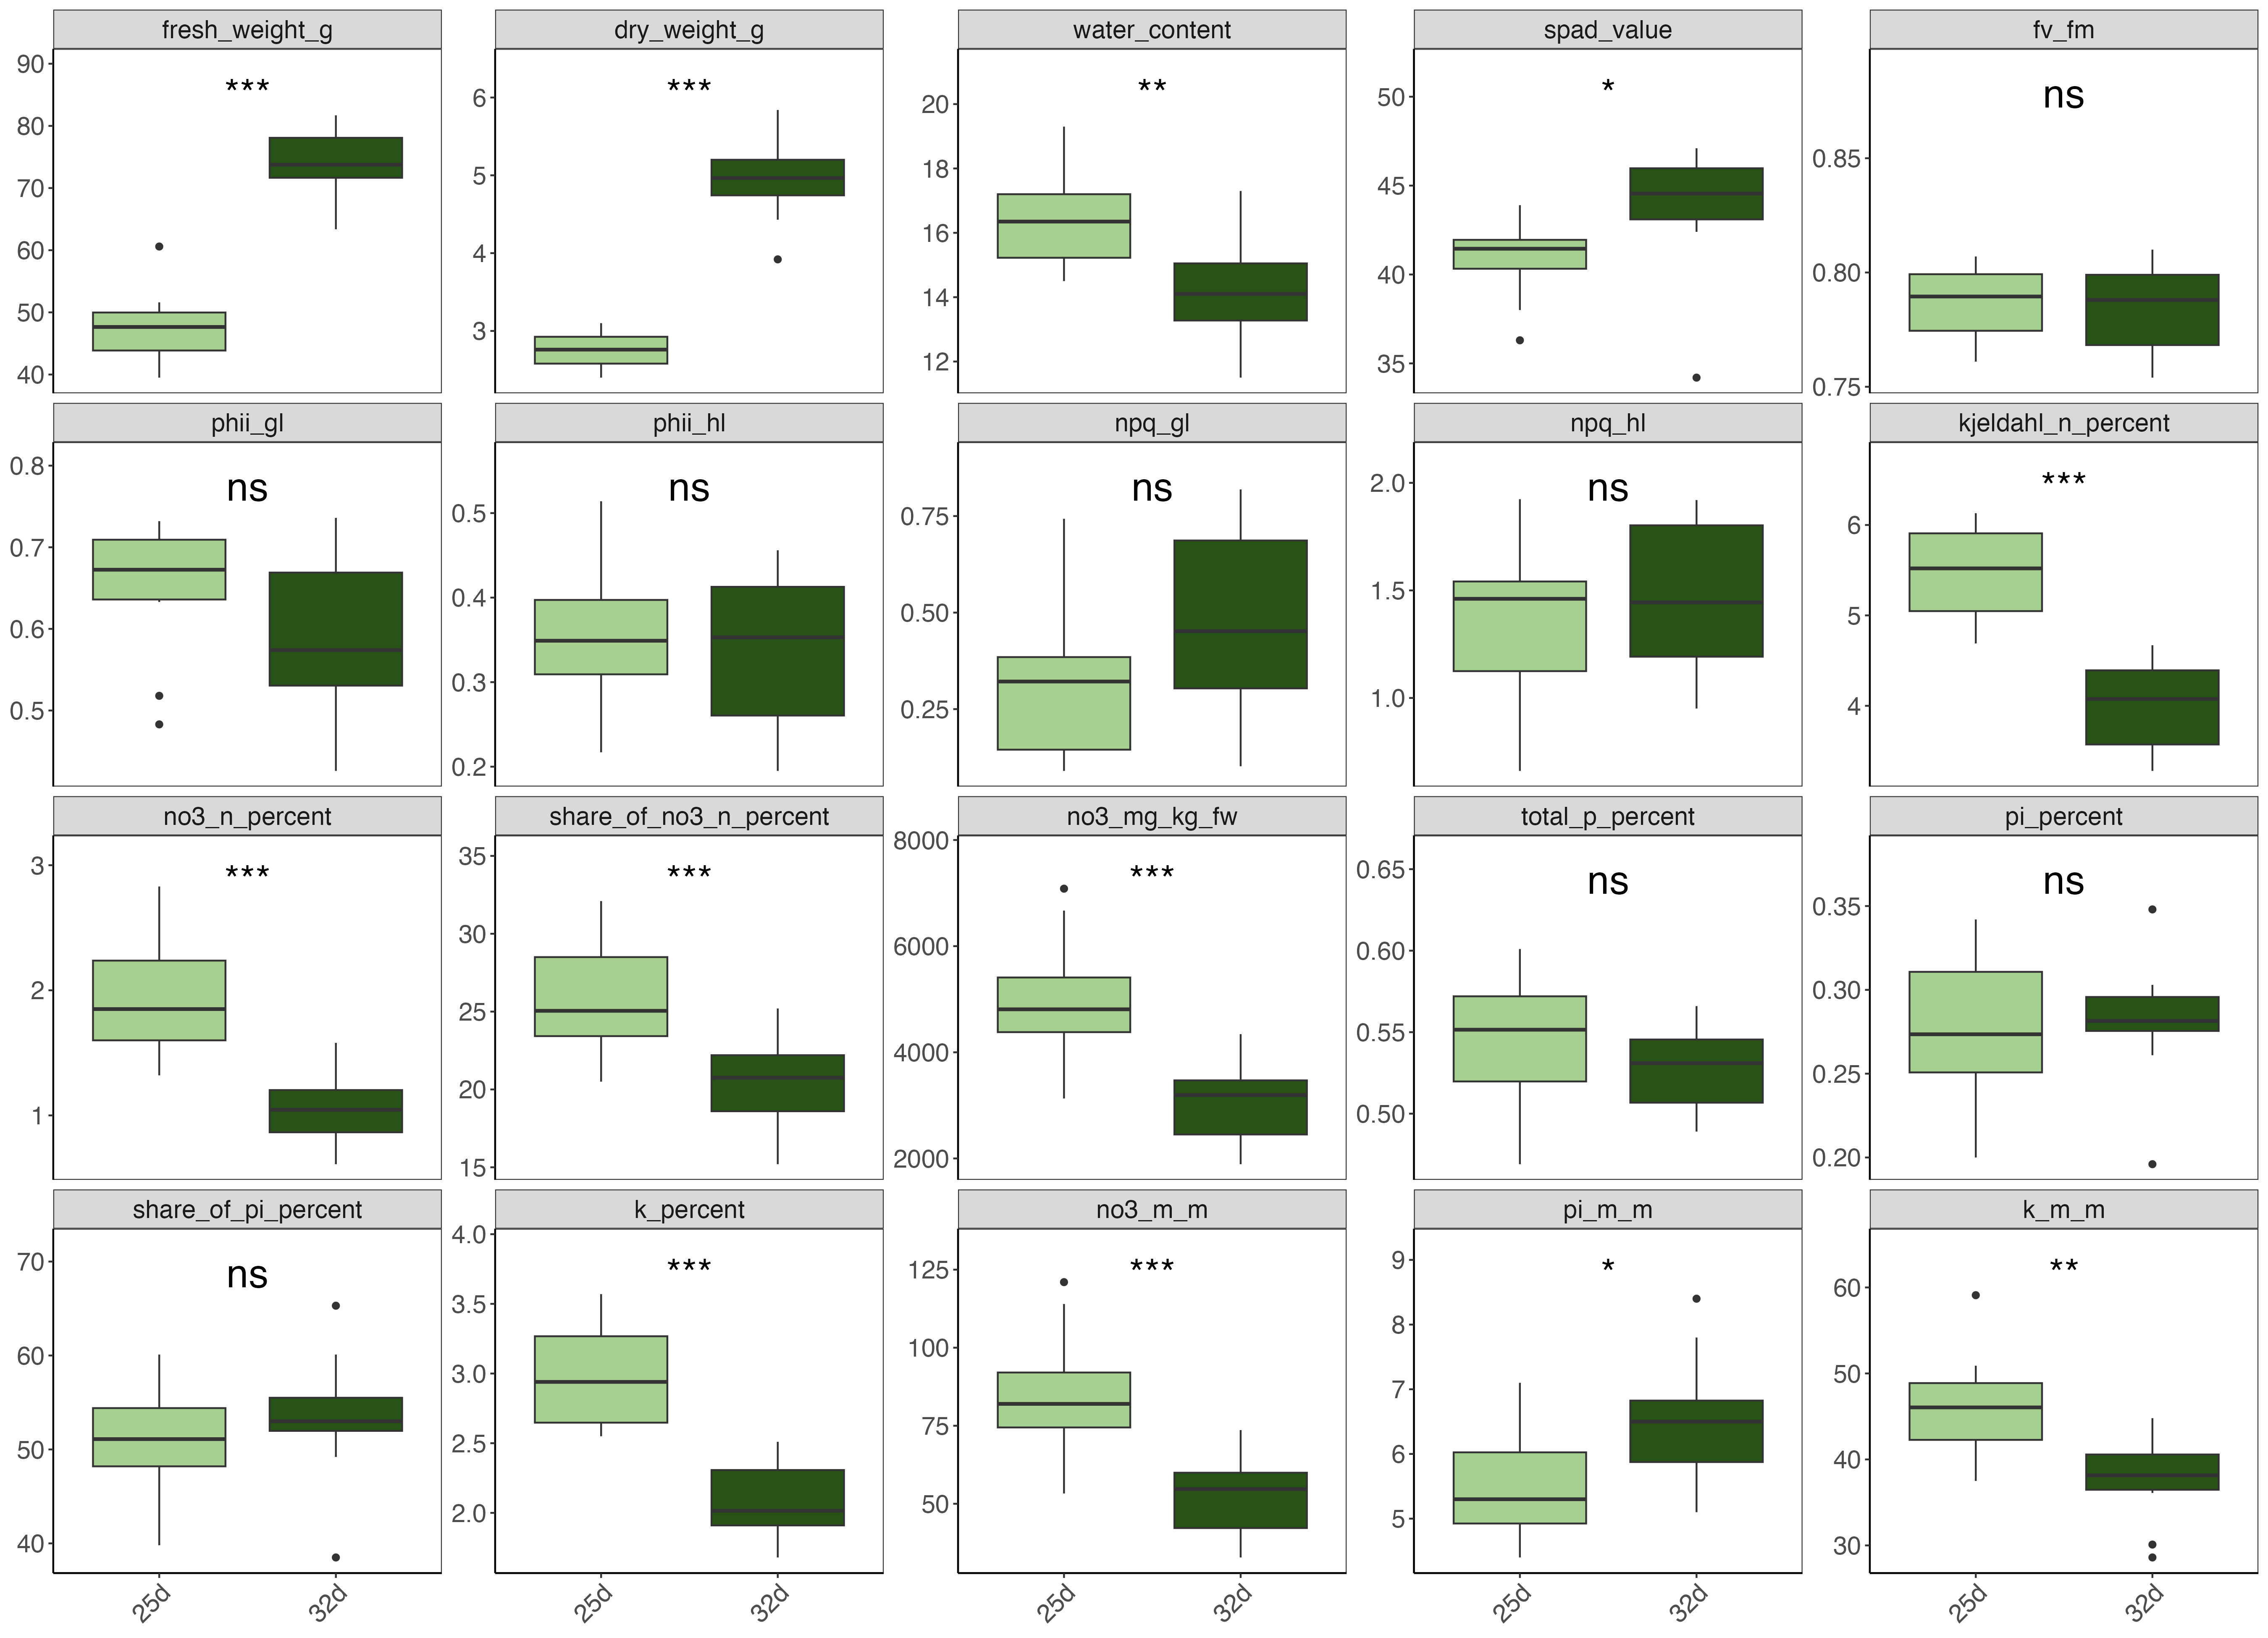 fresh_weight_g dry_weight_g water_content spad_value fv_fm
90 80 70 60 50 40 ***
6 5 4 3 ***
20 18 16 14 12 **
50 45 40 35 *
0.85 0.80 0.75 ns
phii_gl phii_hl npq_gl npq_hl kjeldahl_n_percent
0.8 0.7 0.6 0.5 ns
0.5 0.4 0.3 0.2 ns
0.75 0.50 0.25 ns
2.0 1.5 1.0 ns
6 5 4 ***
no3_n_percent share_of_no3_n_percent no3_mg_kg_fw total_p_percent pi_percent
3 2 1 ***
35 30 25 20 15 ***
8000 6000 4000 2000 ***
0.65 0.60 0.55 0.50 ns
0.35 0.30 0.25 0.20 ns
share_of_pi_percent k_percent no3_m_m pi_m_m k_m_m
70 60 50 40 ns
4.0 3.5 3.0 2.5 2.0 ***
125 100 75 50 ***
9 8 7 6 5 *
60 50 40 30 **
25d 32d 25d 32d 25d 32d 25d 32d 25d 32d